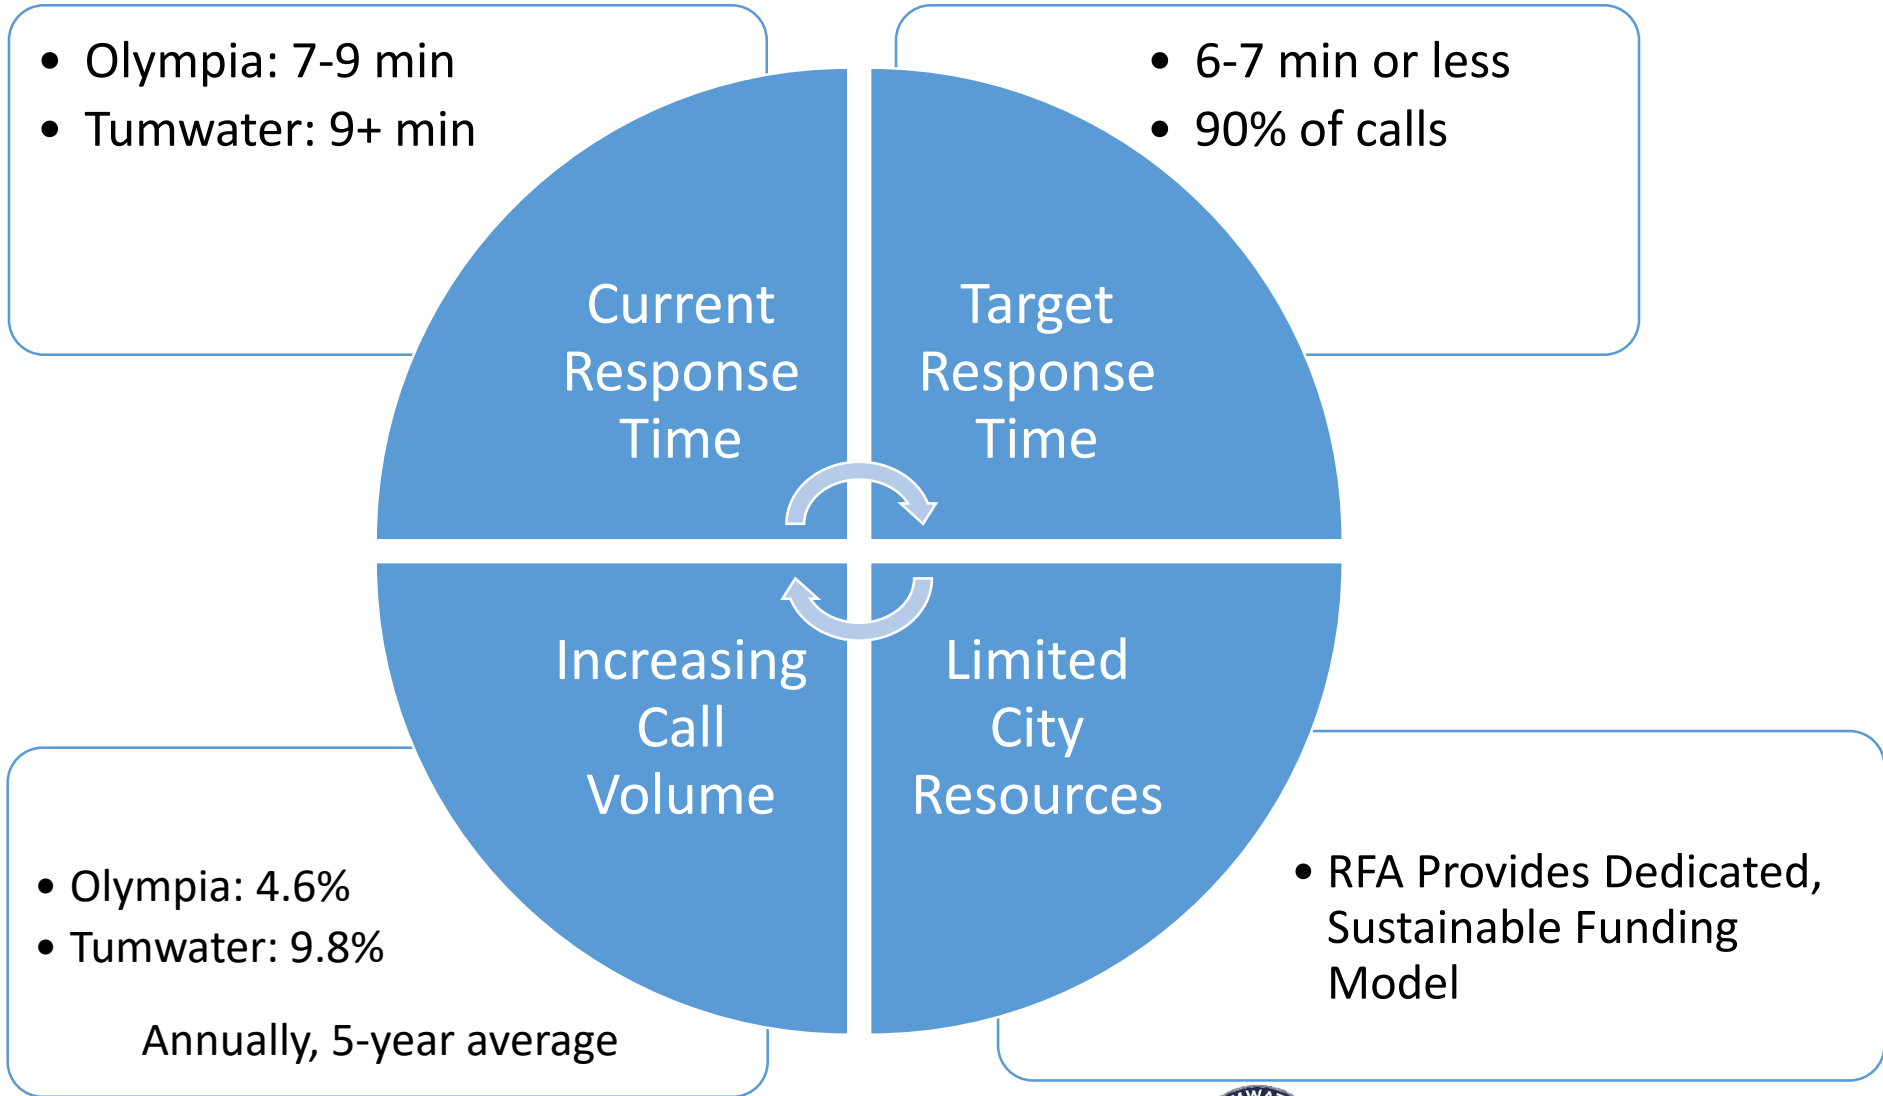 • Olympia: 7-9 min
• Tumwater: 9+ min
• 6-7 min or less
• 90% of calls
Current
Response
Time
Target
Response
Time
Increasing
Call
Volume
Limited
City
Resources
• Olympia: 4.6%
• Tumwater: 9.8%
Annually, 5-year average
• RFA Provides Dedicated,
Sustainable Funding
Model